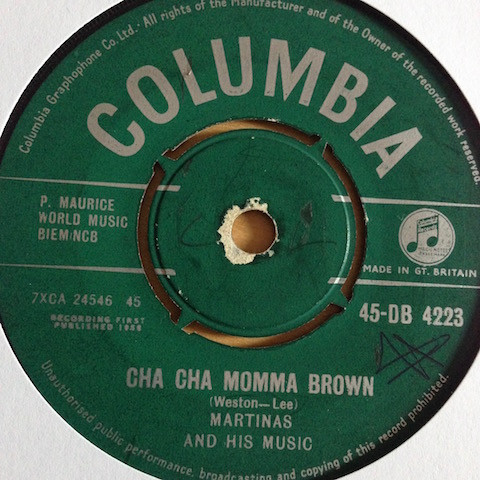 Columbia Graphophone Co. Ltd. - All rights of the Manufacturer and of the Owner of the recorded work reserved.
COLUMBIA
P. MAURICE
WORLD MUSIC
BIEM/NCB
MADE IN GT. BRITAIN
7XCA 24546 45
RECORDING FIRST
PUBLISHED 1958
45-DB 4223
CHA CHA MOMMA BROWN
(Weston—Lee)
MARTINAS
AND HIS MUSIC
Unauthorised public performance, broadcasting and copying of this record prohibited.